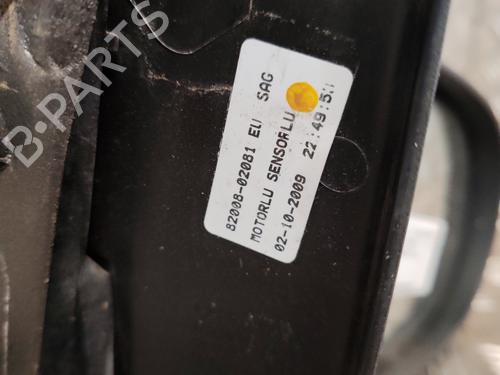 82008-02081 EU SAG
MOTORLU SENSORLU
02-10-2009 22:49:53
B-PARTS